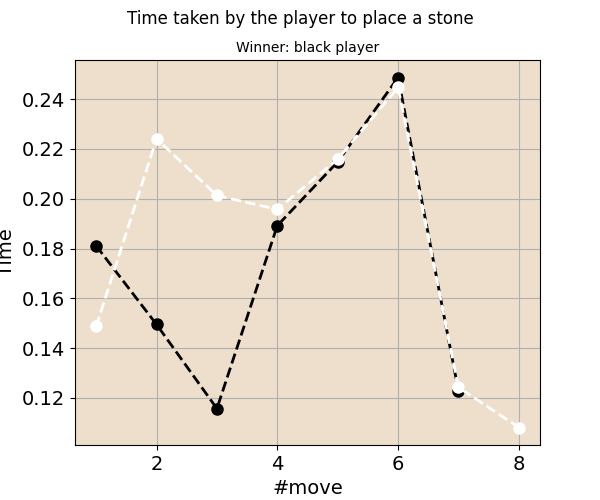 Time taken by the player to place a stone
Winner: black player
0.24
0.22
0.20
0.18
0.16
0.14
0.12
Time
2 4 6 8
#move